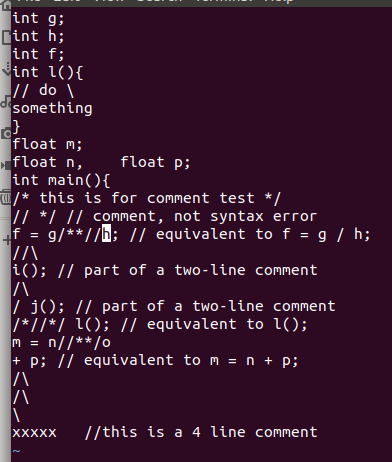 int g;
int h;
int f;
int l(){
// do \
something
}
float m;
float n,    float p;
int main(){
/* this is for comment test */
// */ // comment, not syntax error
f = g/**//h; // equivalent to f = g / h;
//\
i(); // part of a two-line comment
/\
/ j(); // part of a two-line comment
/*//*/ l(); // equivalent to l();
m = n//**/o
+ p; // equivalent to m = n + p;
/\
/\
\
xxxxx   //this is a 4 line comment
~